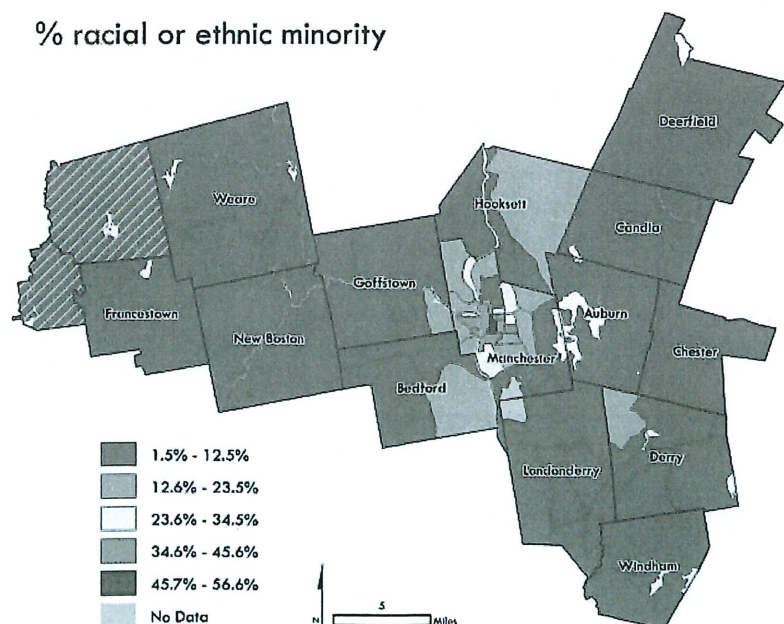 % racial or ethnic minority
Deerfield
Weare
Hooksett
Candia
Goffstown
Auburn
Francestown
New Boston
Manchester
Chester
Bedford
Derry
Londonderry
Windham
1.5% - 12.5%
12.6% - 23.5%
23.6% - 34.5%
34.6% - 45.6%
45.7% - 56.6%
No Data
N
5
Miles